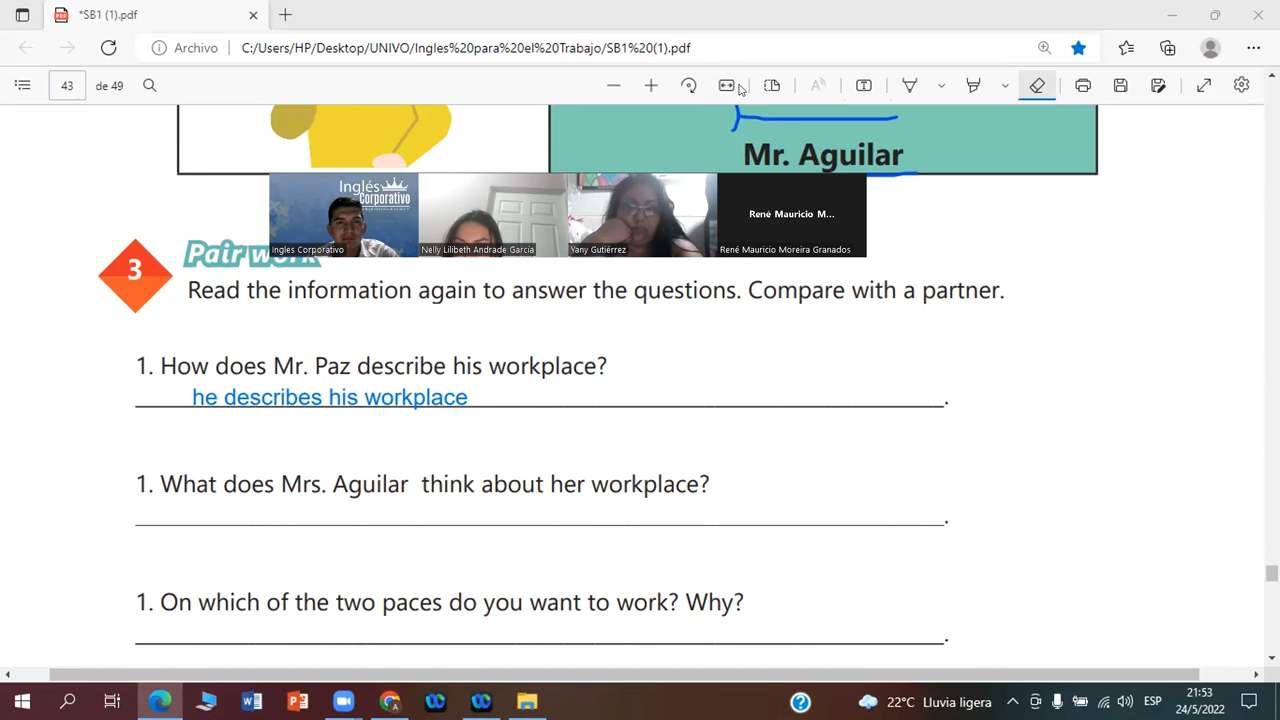 *SB1 (1).pdf
Archivo C:/Users/HP/Desktop/UNIVO/Ingles%20para%20el%20Trabajo/SB1%20(1).pdf
43 de 49
Mr. Aguilar
Inglés
Corporativo
René Mauricio M...
Ingles Corporativo
Nelly Lilibeth Andrade García
Yany Gutiérrez
René Mauricio Moreira Granados
Pair work
3
Read the information again to answer the questions. Compare with a partner.
1. How does Mr. Paz describe his workplace?
he describes his workplace
1. What does Mrs. Aguilar think about her workplace?
1. On which of the two paces do you want to work? Why?
22°C Lluvia ligera
ESP
21:53
24/5/2022